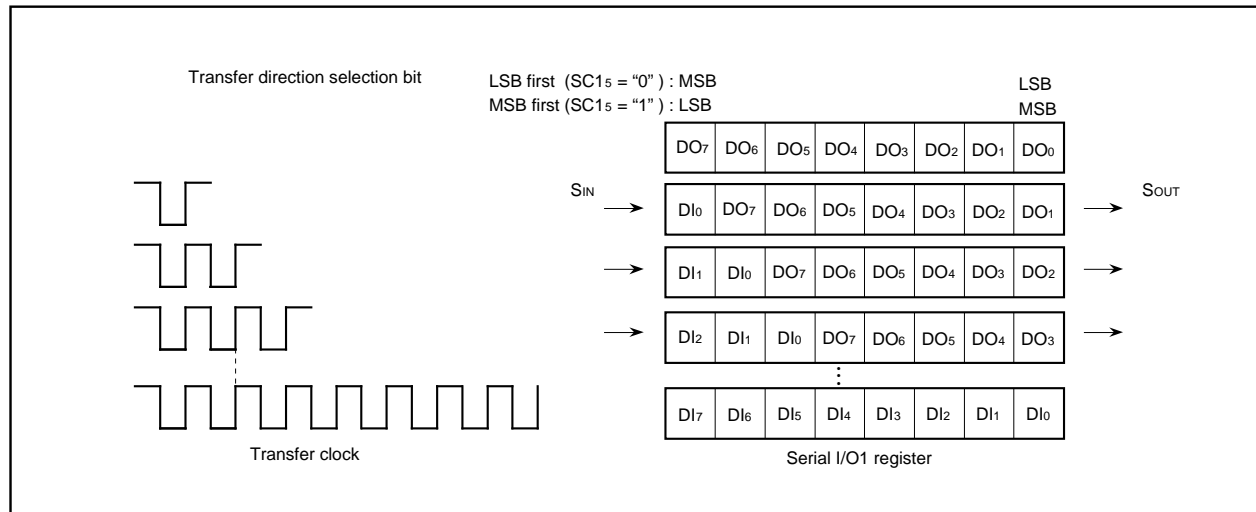 Transfer direction selection bit
LSB first (SC1₅ = “0” ) : MSB LSB
MSB first (SC1₅ = “1” ) : LSB MSB
DO₇ DO₆ DO₅ DO₄ DO₃ DO₂ DO₁ DO₀
SIN DI₀ DO₇ DO₆ DO₅ DO₄ DO₃ DO₂ DO₁ SOUT
DI₁ DI₀ DO₇ DO₆ DO₅ DO₄ DO₃ DO₂
DI₂ DI₁ DI₀ DO₇ DO₆ DO₅ DO₄ DO₃
DI₇ DI₆ DI₅ DI₄ DI₃ DI₂ DI₁ DI₀
Transfer clock
Serial I/O1 register